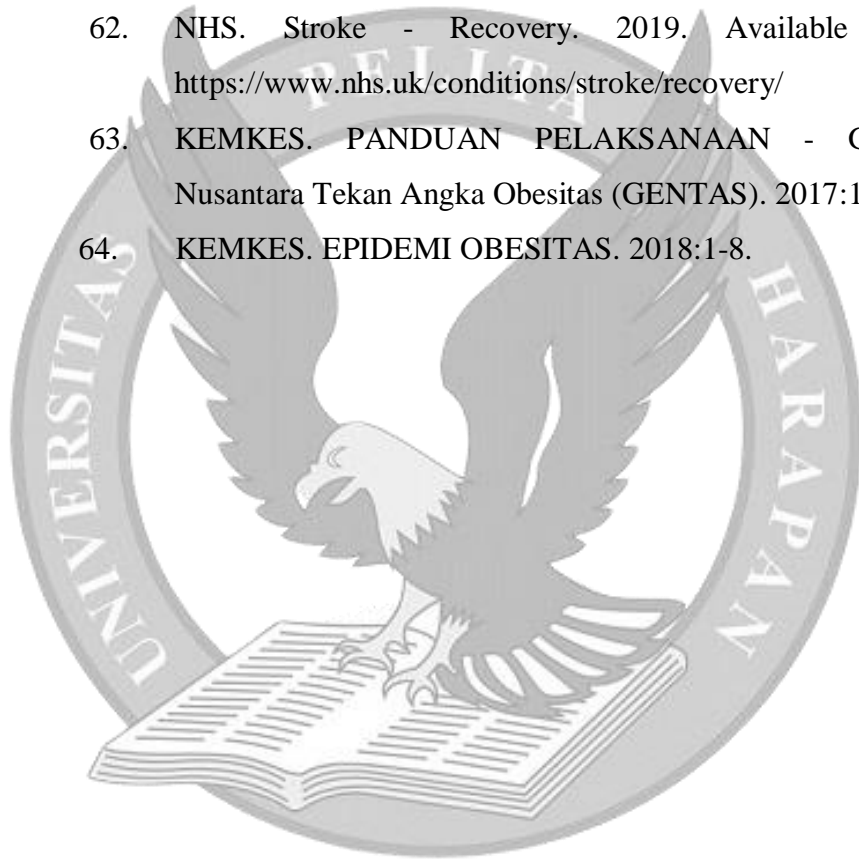 62. NHS. Stroke - Recovery. 2019. Available
https://www.nhs.uk/conditions/stroke/recovery/
63. KEMKES. PANDUAN PELAKSANAAN -
Nusantara Tekan Angka Obesitas (GENTAS). 2017:1
64. KEMKES. EPIDEMI OBESITAS. 2018:1-8.
UNIVERSITAS PELITA HARAPAN